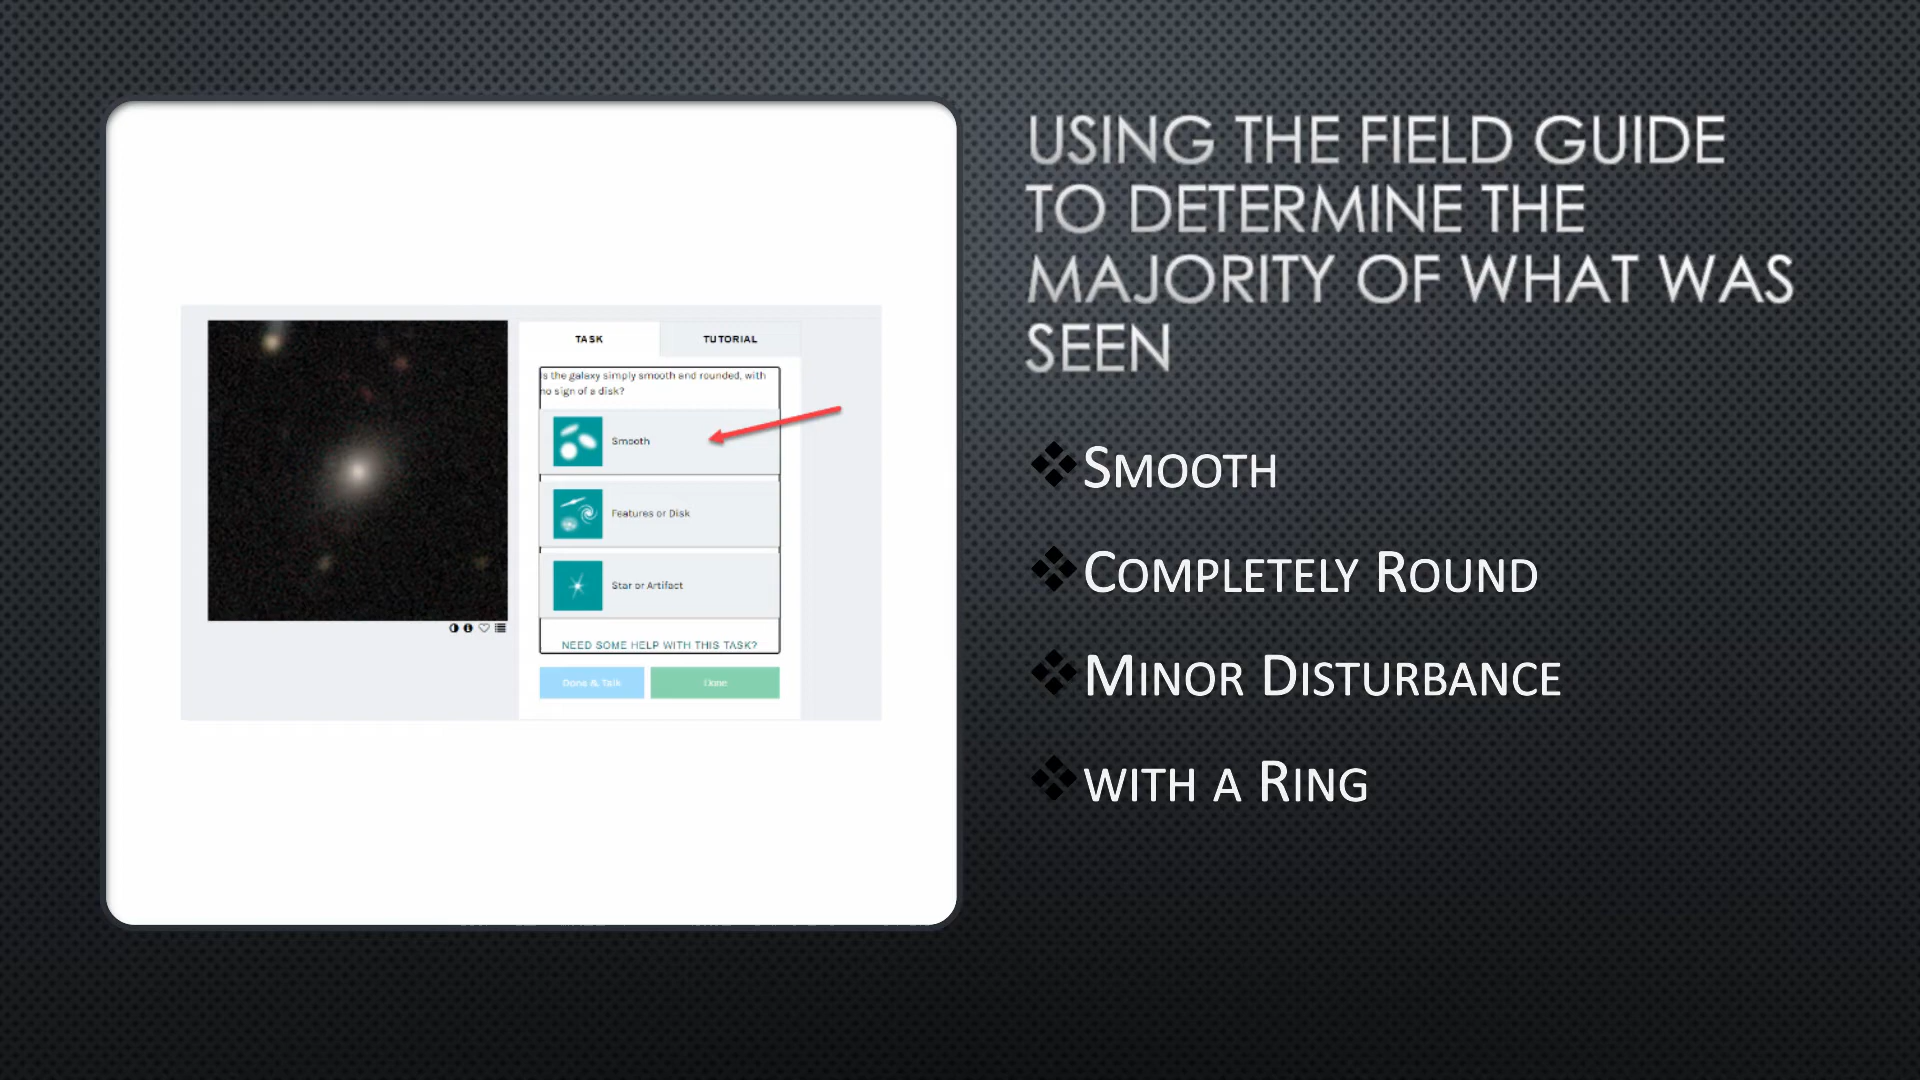 USING THE FIELD GUIDE
TO DETERMINE THE
MAJORITY OF WHAT WAS
SEEN
SMOOTH
COMPLETELY ROUND
MINOR DISTURBANCE
WITH A RING
TASK
TUTORIAL
s the galaxy simply smooth and rounded, with
no sign of a disk?
Smooth
Features or Disk
Star or Artifact
NEED SOME HELP WITH THIS TASK?
Done & Talk
Done